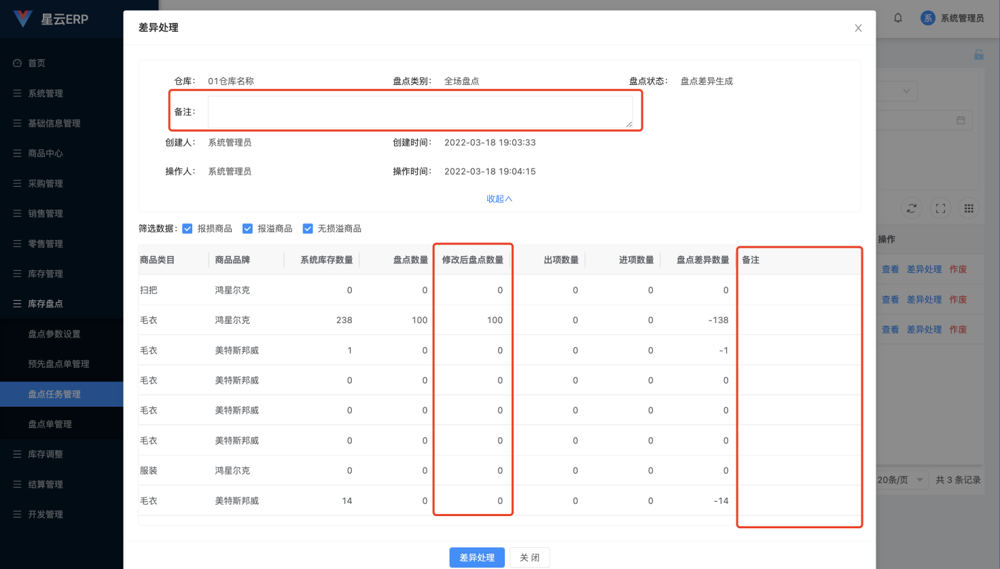 星云ERP
系 系统管理员
首页
系统管理
基础信息管理
商品中心
采购管理
销售管理
零售管理
库存管理
库存盘点
盘点参数设置
预先盘点单管理
盘点任务管理
盘点单管理
库存调整
结算管理
开发管理
差异处理
仓库： 01仓库名称 盘点类别： 全场盘点 盘点状态： 盘点差异生成
备注：
创建人： 系统管理员 创建时间： 2022-03-18 19:03:33
操作人： 系统管理员 操作时间： 2022-03-18 19:04:15
收起
筛选数据： 报损商品 报溢商品 无损溢商品
商品类目 商品品牌 系统库存数量 盘点数量 修改后盘点数量 出项数量 进项数量 盘点差异数量 备注
扫把 鸿星尔克 0 0 0 0 0 0
毛衣 鸿星尔克 238 100 100 0 0 -138
毛衣 美特斯邦威 1 0 0 0 0 -1
毛衣 美特斯邦威 0 0 0 0 0 0
毛衣 美特斯邦威 0 0 0 0 0 0
毛衣 美特斯邦威 0 0 0 0 0 0
服装 鸿星尔克 0 0 0 0 0 0
毛衣 美特斯邦威 14 0 0 0 0 -14
差异处理 关 闭
操作
查看 差异处理 作废
查看 差异处理 作废
查看 差异处理 作废
20条/页 共 3 条记录